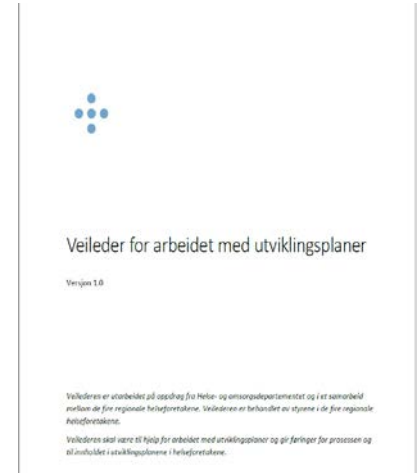 Veileder for arbeidet med utviklingsplaner
Versjon 1.0
Veilederen er utarbeidet på oppdrag fra Helse- og omsorgsdepartementet og i et samarbeid
mellom de fire regionale helseforetakene. Veilederen er behandlet av styrene i de fire regionale
helseforetakene.
Veilederen skal være til hjelp for arbeidet med utviklingsplaner og gir føringer for prosessen og
til innholdet i utviklingsplanene i helseforetakene.